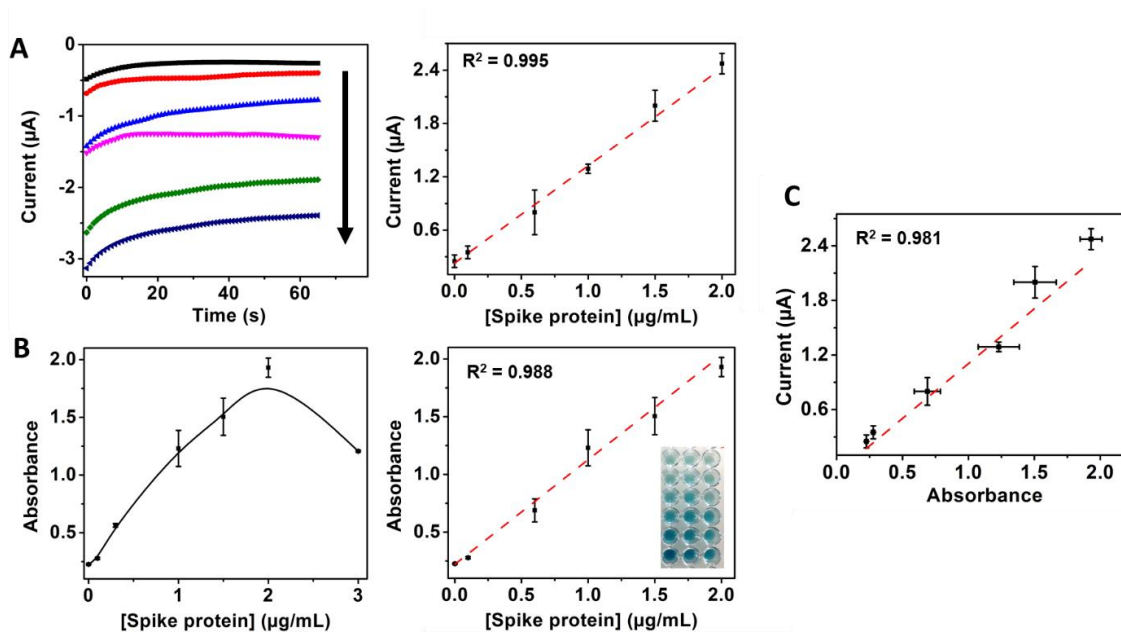 A
0
-1
-2
-3
Current (µA)
0 20 40 60
Time (s)
R² = 0.995
2.4
1.8
1.2
0.6
Current (µA)
0.0 0.5 1.0 1.5 2.0
[Spike protein] (µg/mL)
B
2.0
1.5
1.0
0.5
Absorbance
0 1 2 3
[Spike protein] (µg/mL)
R² = 0.988
2.0
1.5
1.0
0.5
Absorbance
0.0 0.5 1.0 1.5 2.0
[Spike protein] (µg/mL)
C
R² = 0.981
2.4
1.8
1.2
0.6
Current (µA)
0.0 0.5 1.0 1.5 2.0
Absorbance